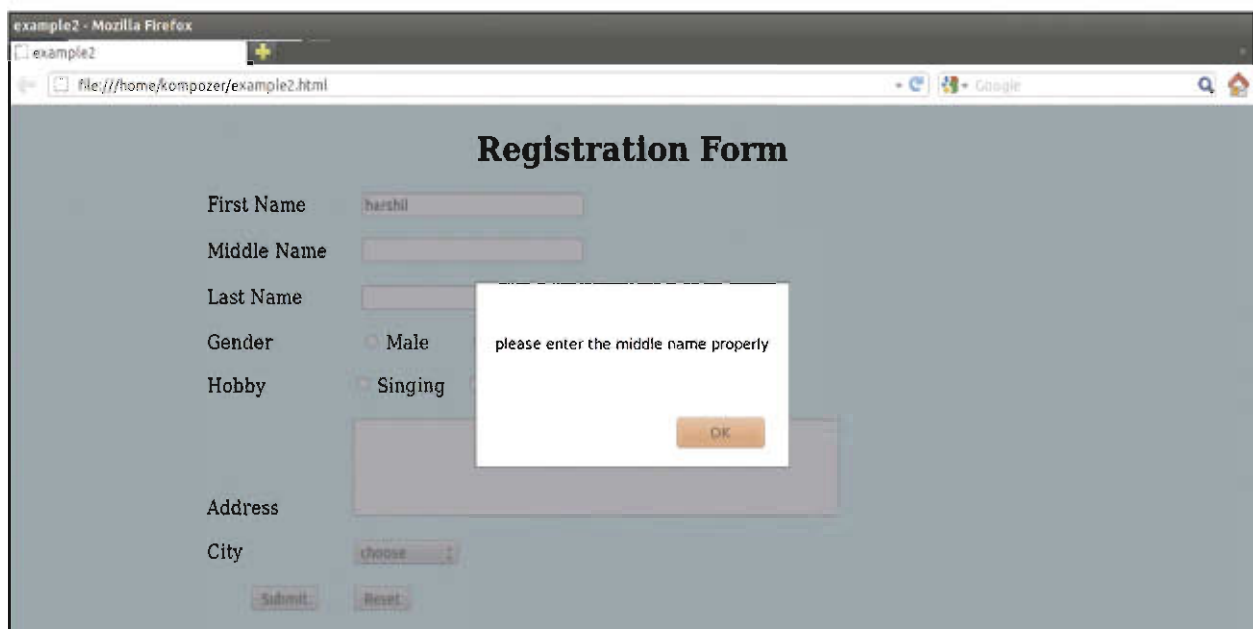 example2 - Mozilla Firefox
example2
file:///home/kompozer/example2.html
Google
Registration Form
First Name harshil
Middle Name
Last Name
Gender Male
please enter the middle name properly
Hobby Singing
OK
Address
City choose
Submit Reset